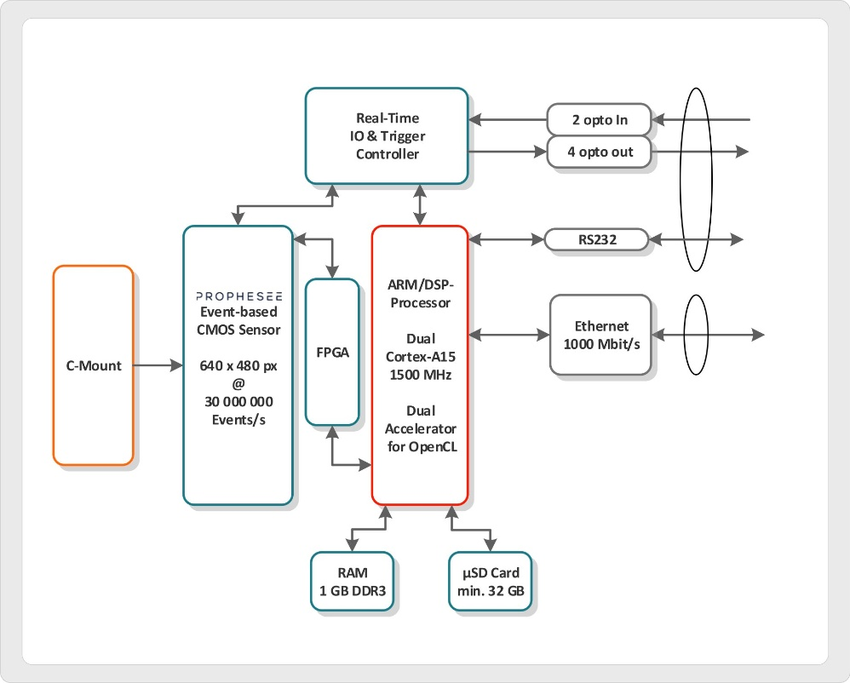 Real-Time
IO & Trigger
Controller
2 opto In
4 opto out
RS232
Ethernet
1000 Mbit/s
C-Mount
PROPHESEE
Event-based
CMOS Sensor
640 x 480 px
@
30 000 000
Events/s
FPGA
ARM/DSP-
Processor
Dual
Cortex-A15
1500 MHz
Dual
Accelerator
for OpenCL
RAM
1 GB DDR3
µSD Card
min. 32 GB